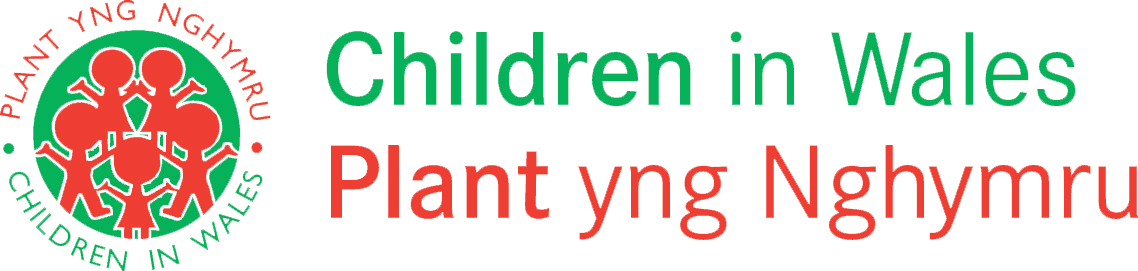 PLANT YNG NGHYMRU
• CHILDREN IN WALES •
Children in Wales
Plant yng Nghymru